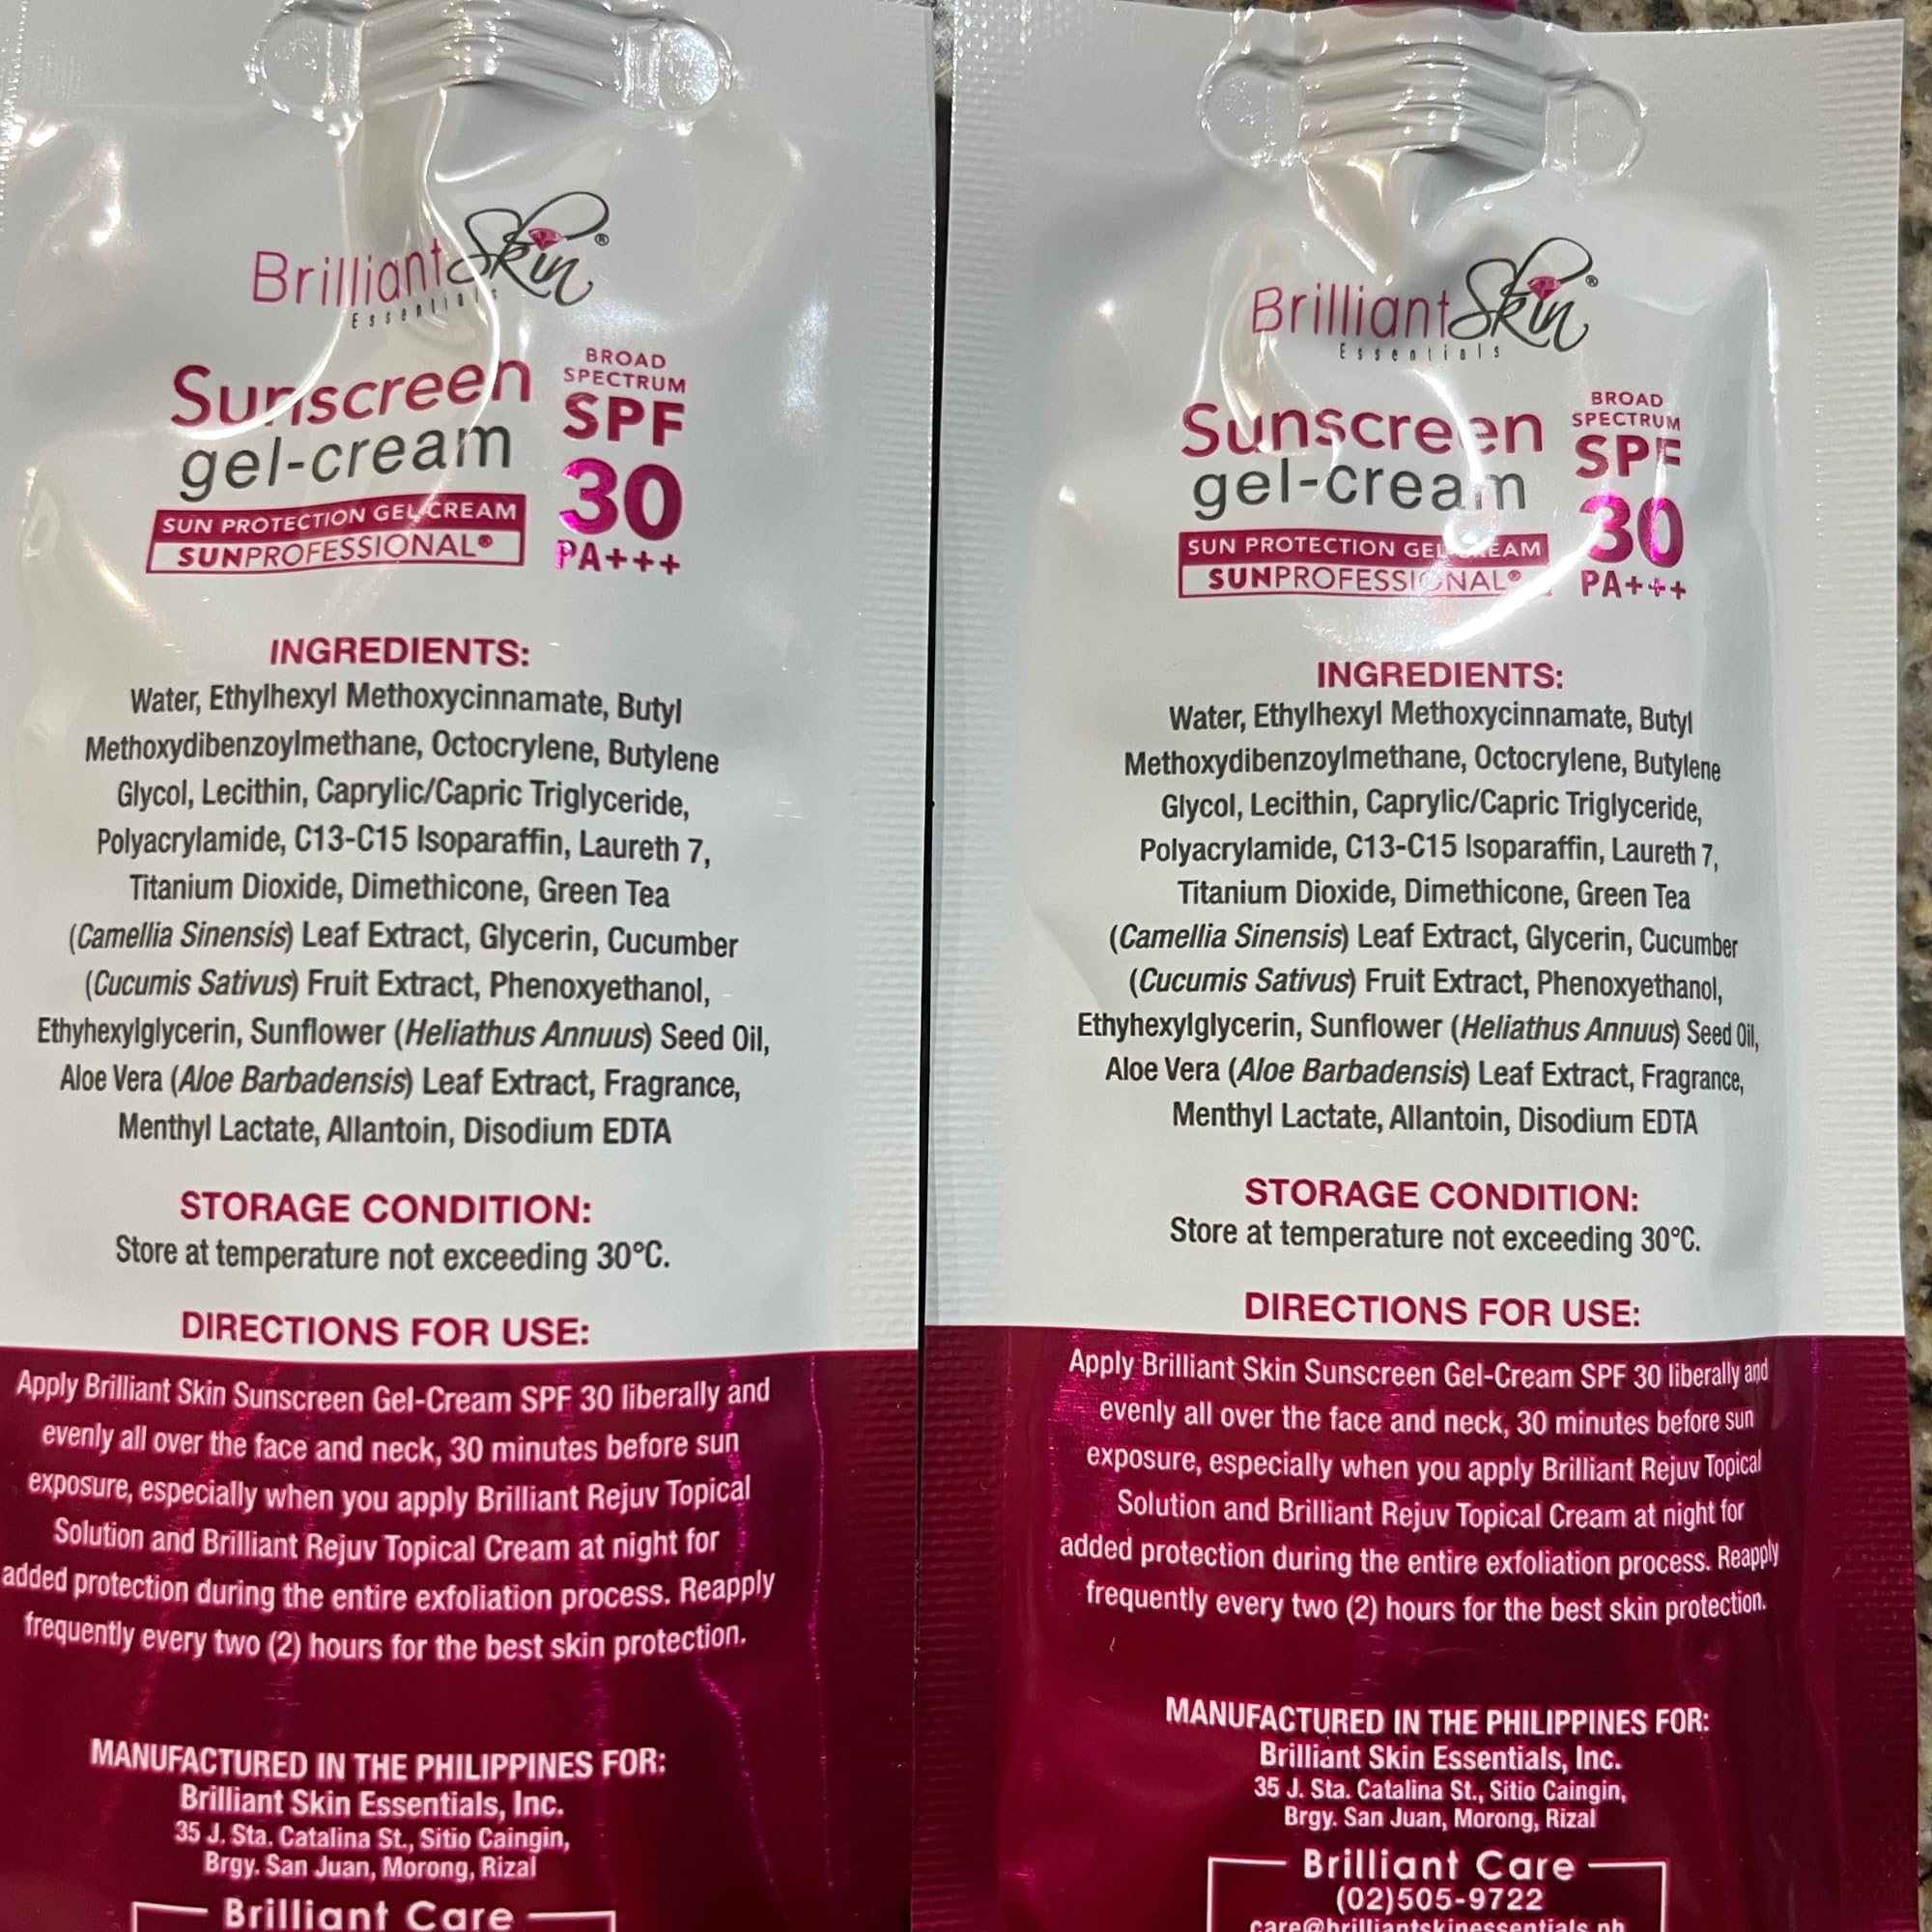 Brilliant Skin®
Essentials
Sunscreen
gel-cream
SUN PROTECTION GEL CREAM
SUNPROFESSIONAL®
BROAD
SPECTRUM
SPF
30
PA+++
INGREDIENTS:
Water, Ethylhexyl Methoxycinnamate, Butyl
Methoxydibenzoylmethane, Octocrylene, Butylene
Glycol, Lecithin, Caprylic/Capric Triglyceride,
Polyacrylamide, C13-C15 Isoparaffin, Laureth 7,
Titanium Dioxide, Dimethicone, Green Tea
(Camellia Sinensis) Leaf Extract, Glycerin, Cucumber
(Cucumis Sativus) Fruit Extract, Phenoxyethanol,
Ethyhexylglycerin, Sunflower (Heliathus Annuus) Seed Oil,
Aloe Vera (Aloe Barbadensis) Leaf Extract, Fragrance,
Menthyl Lactate, Allantoin, Disodium EDTA
STORAGE CONDITION:
Store at temperature not exceeding 30°C.
DIRECTIONS FOR USE:
Apply Brilliant Skin Sunscreen Gel-Cream SPF 30 liberally and
evenly all over the face and neck, 30 minutes before sun
exposure, especially when you apply Brilliant Rejuv Topical
Solution and Brilliant Rejuv Topical Cream at night for
added protection during the entire exfoliation process. Reapply
frequently every two (2) hours for the best skin protection.
MANUFACTURED IN THE PHILIPPINES FOR:
Brilliant Skin Essentials, Inc.
35 J. Sta. Catalina St., Sitio Caingin,
Brgy. San Juan, Morong, Rizal
Brilliant Care
Brilliant Skin®
Essentials
Sunscreen
gel-cream
SUN PROTECTION GEL CREAM
SUNPROFESSIONAL®
BROAD
SPECTRUM
SPF
30
PA+++
INGREDIENTS:
Water, Ethylhexyl Methoxycinnamate, Butyl
Methoxydibenzoylmethane, Octocrylene, Butylene
Glycol, Lecithin, Caprylic/Capric Triglyceride,
Polyacrylamide, C13-C15 Isoparaffin, Laureth 7,
Titanium Dioxide, Dimethicone, Green Tea
(Camellia Sinensis) Leaf Extract, Glycerin, Cucumber
(Cucumis Sativus) Fruit Extract, Phenoxyethanol,
Ethyhexylglycerin, Sunflower (Heliathus Annuus) Seed Oil,
Aloe Vera (Aloe Barbadensis) Leaf Extract, Fragrance,
Menthyl Lactate, Allantoin, Disodium EDTA
STORAGE CONDITION:
Store at temperature not exceeding 30°C.
DIRECTIONS FOR USE:
Apply Brilliant Skin Sunscreen Gel-Cream SPF 30 liberally and
evenly all over the face and neck, 30 minutes before sun
exposure, especially when you apply Brilliant Rejuv Topical
Solution and Brilliant Rejuv Topical Cream at night for
added protection during the entire exfoliation process. Reapply
frequently every two (2) hours for the best skin protection.
MANUFACTURED IN THE PHILIPPINES FOR:
Brilliant Skin Essentials, Inc.
35 J. Sta. Catalina St., Sitio Caingin,
Brgy. San Juan, Morong, Rizal
Brilliant Care
(02)505-9722
care@brilliantskinessentials.ph